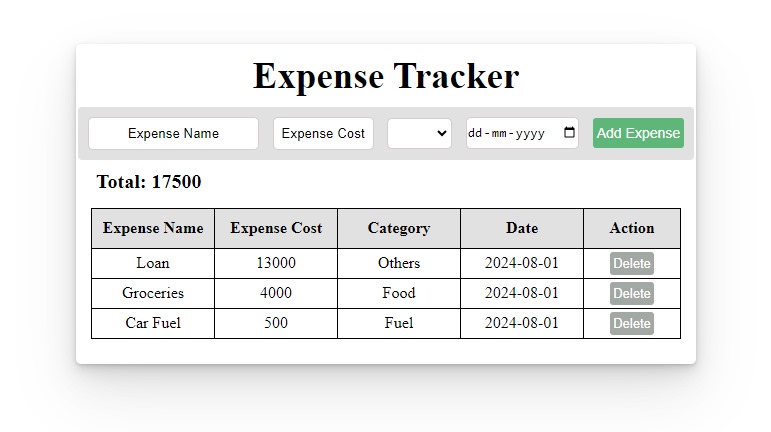 Expense Tracker
Expense Name Expense Cost dd-mm-yyyy Add Expense
Total: 17500
Expense Name Expense Cost Category Date Action
Loan 13000 Others 2024-08-01 Delete
Groceries 4000 Food 2024-08-01 Delete
Car Fuel 500 Fuel 2024-08-01 Delete